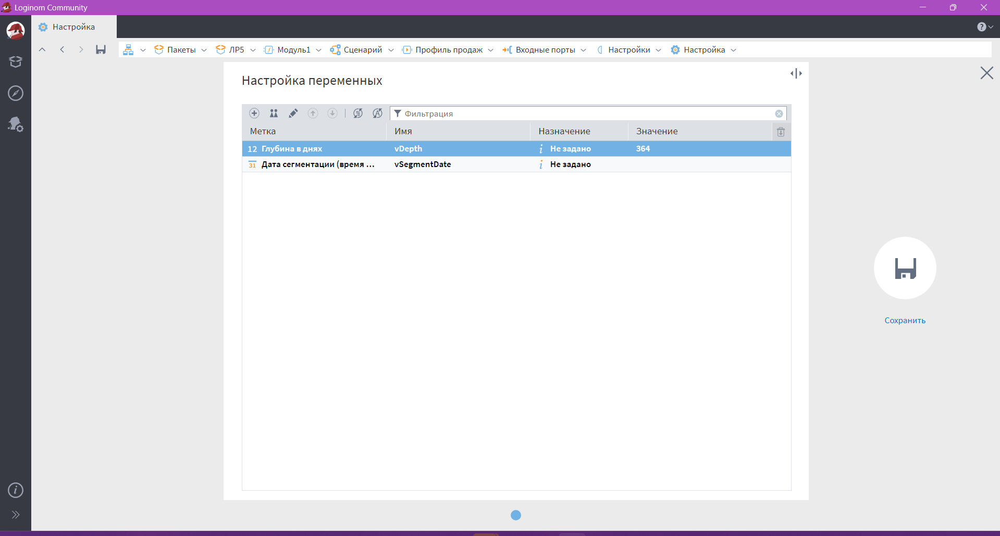 Loginom Community
Настройка
Пакеты ЛР5 Модуль1 Сценарий Профиль продаж Входные порты Настройки Настройка
Настройка переменных
Фильтрация
Метка Имя Назначение Значение
12 Глубина в днях vDepth Не задано 364
31 Дата сегментации (время ... vSegmentDate Не задано
Сохранить